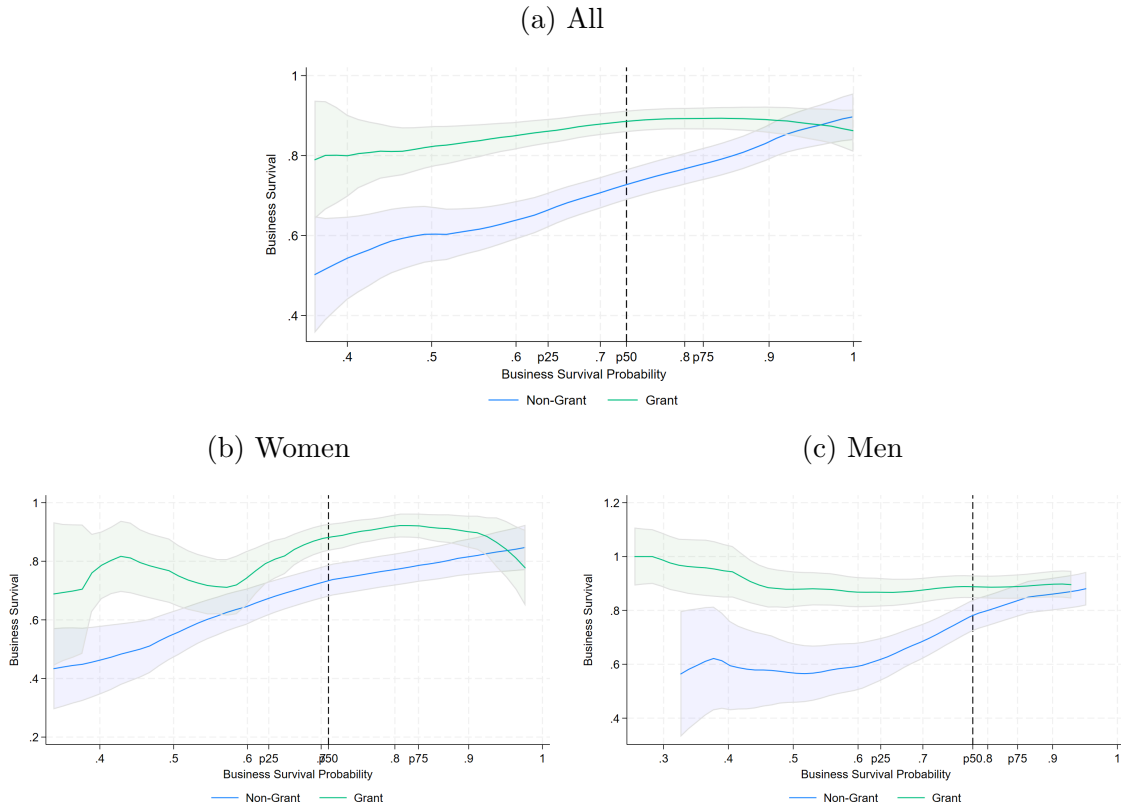 (a) All
1
.8
.6
.4
Business Survival
.4 .5 .6 p25 .7 p50 .8 p75 .9 1
Business Survival Probability
Non-Grant Grant
(b) Women
1
.8
.6
.4
.2
Business Survival
.4 .5 .6 p25 .7 p50 .8 p75 .9 1
Business Survival Probability
Non-Grant Grant
(c) Men
1.2
1
.8
.6
.4
Business Survival
.3 .4 .5 .6 p25 .7 p50 .8 p75 .9 1
Business Survival Probability
Non-Grant Grant